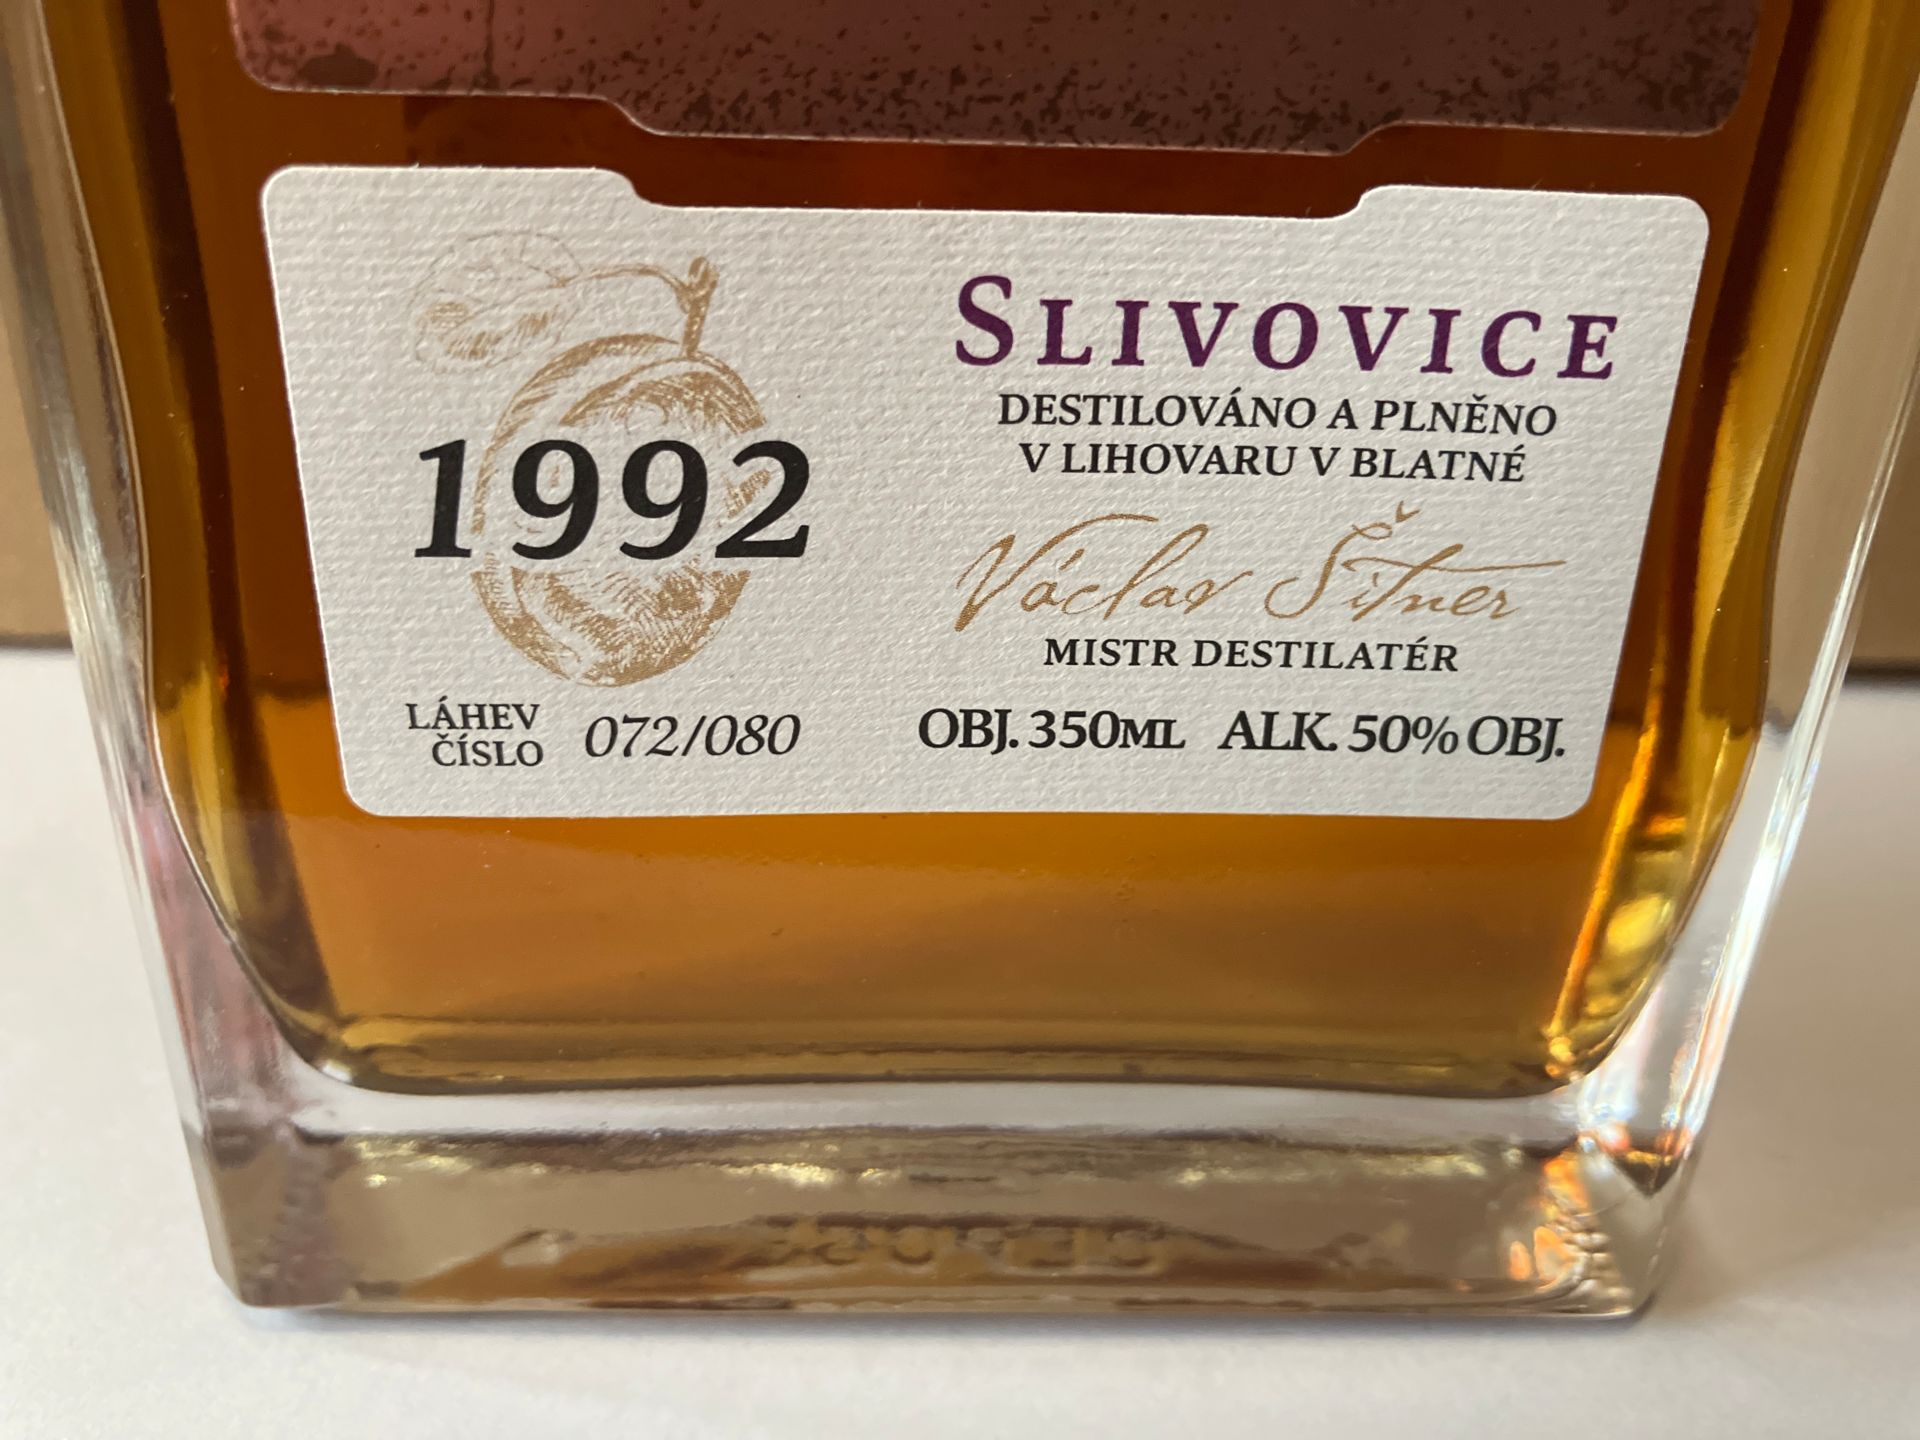 1992
LÁHEV
ČÍSLO
072/080
SLIVOVICE
DESTILOVÁNO A PLNĚNO
V LIHOVARU V BLATNÉ
Václav Šitner
MISTR DESTILATÉR
OBJ. 350ML ALK. 50% OBJ.